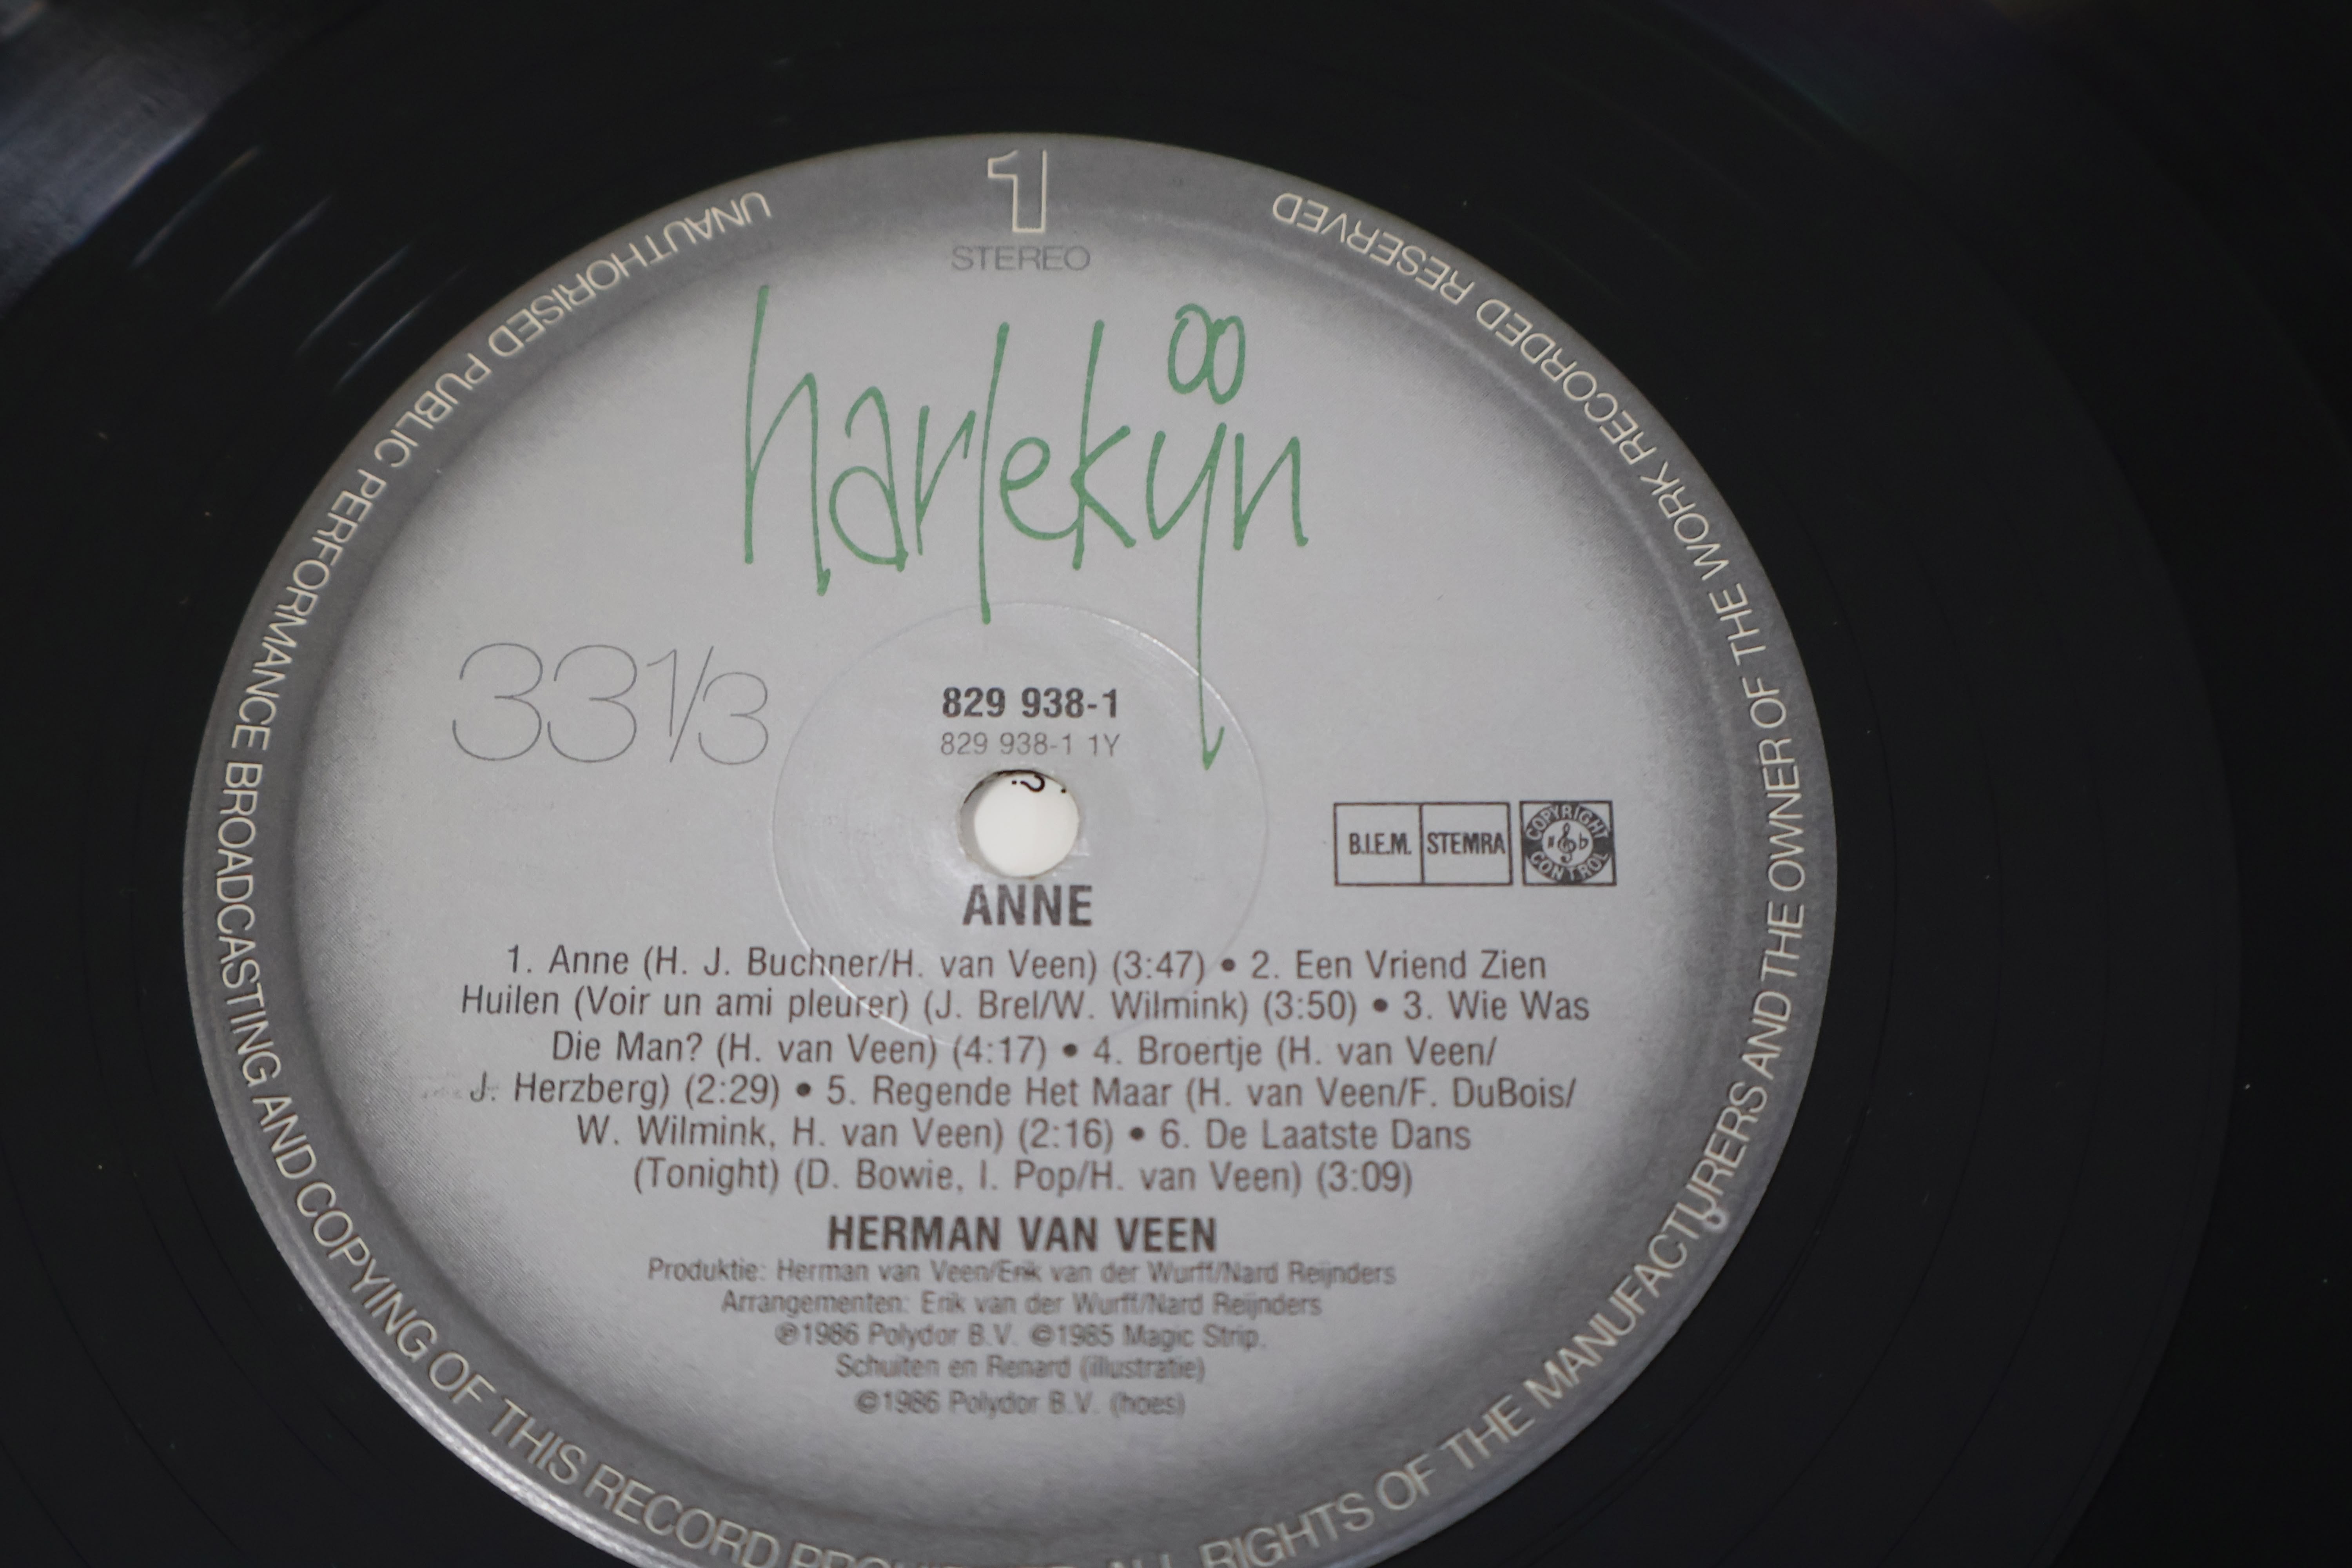 1
STEREO
harlekijn
33 1/3
829 938-1
829 938-1 1Y
B.I.E.M. STEMRA
COPYRIGHT CONTROL
ANNE
1. Anne (H. J. Buchner/H. van Veen) (3:47) • 2. Een Vriend Zien
Huilen (Voir un ami pleurer) (J. Brel/W. Wilmink) (3:50) • 3. Wie Was
Die Man? (H. van Veen) (4:17) • 4. Broertje (H. van Veen/
J. Herzberg) (2:29) • 5. Regende Het Maar (H. van Veen/F. DuBois/
W. Wilmink, H. van Veen) (2:16) • 6. De Laatste Dans
(Tonight) (D. Bowie, I. Pop/H. van Veen) (3:09)
HERMAN VAN VEEN
Produktie: Herman van Veen/Erik van der Wurff/Nard Reijnders
Arrangementen: Erik van der Wurff/Nard Reijnders
℗1986 Polydor B.V. ©1985 Magic Strip.
Schuiten en Renard (illustratie)
©1986 Polydor B.V. (hoes)
ALL RIGHTS OF THE MANUFACTURERS AND THE OWNER OF THE WORK RECORDED RESERVED
UNAUTHORISED PUBLIC PERFORMANCE BROADCASTING AND COPYING OF THIS RECORD